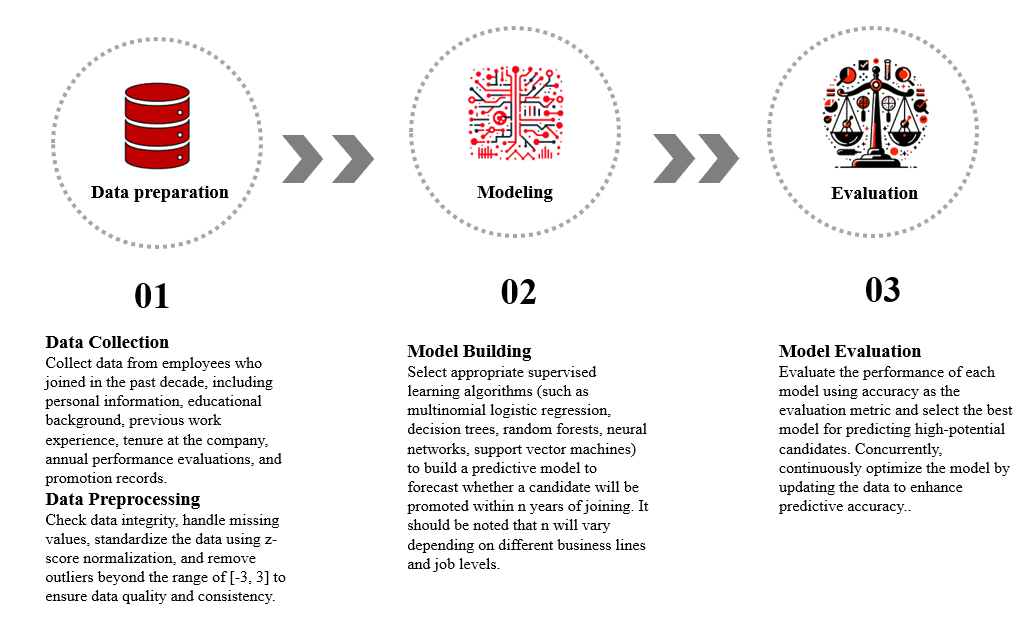 Data preparation
Modeling
Evaluation
01
02
03
Data Collection
Collect data from employees who
joined in the past decade, including
personal information, educational
background, previous work
experience, tenure at the company,
annual performance evaluations, and
promotion records.
Data Preprocessing
Check data integrity, handle missing
values, standardize the data using z-
score normalization, and remove
outliers beyond the range of [-3, 3] to
ensure data quality and consistency.
Model Building
Select appropriate supervised
learning algorithms (such as
multinomial logistic regression,
decision trees, random forests, neural
networks, support vector machines)
to build a predictive model to
forecast whether a candidate will be
promoted within n years of joining. It
should be noted that n will vary
depending on different business lines
and job levels.
Model Evaluation
Evaluate the performance of each
model using accuracy as the
evaluation metric and select the best
model for predicting high-potential
candidates. Concurrently,
continuously optimize the model by
updating the data to enhance
predictive accuracy..